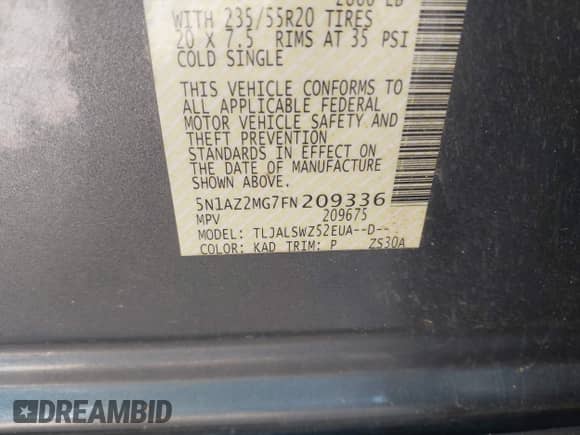 WITH 235/55R20 TIRES
20 X 7.5 RIMS AT 35 PSI
COLD SINGLE
THIS VEHICLE CONFORMS TO
ALL APPLICABLE FEDERAL
MOTOR VEHICLE SAFETY AND
THEFT PREVENTION
STANDARDS IN EFFECT ON
THE DATE OF MANUFACTURE
SHOWN ABOVE.
5N1AZ2MG7FN209336
MPV 209675
MODEL: TLJALSWZ52EUA--D--
COLOR: KAD TRIM: P ZS30A
DREAMBID